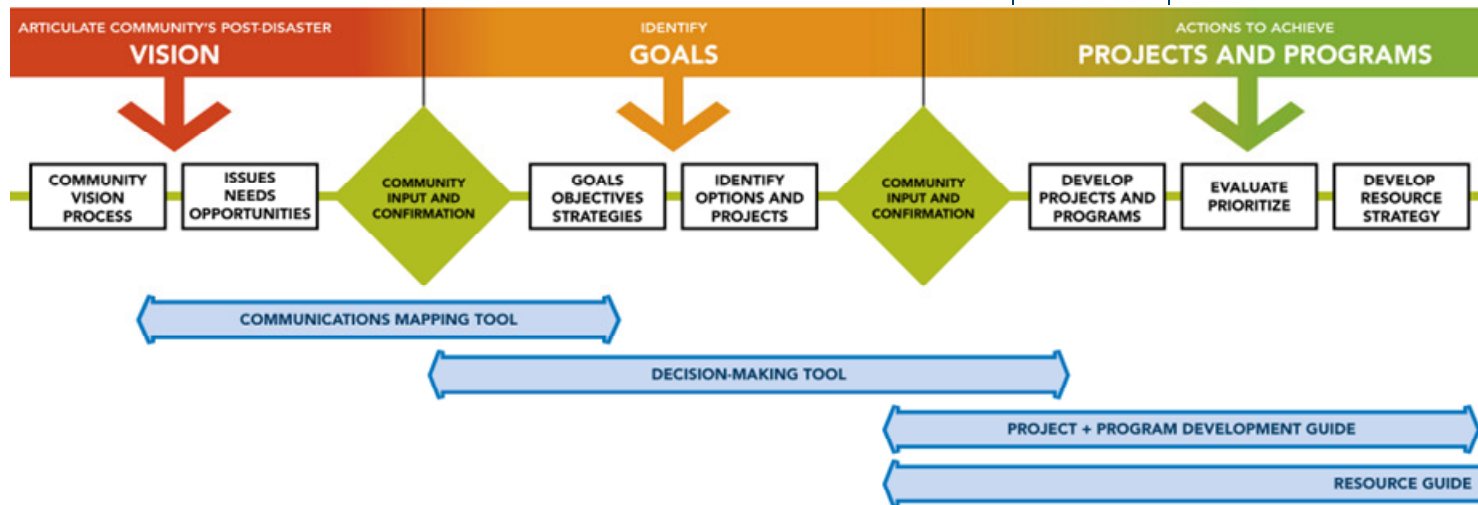 ARTICULATE COMMUNITY'S POST-DISASTER
VISION
IDENTIFY
GOALS
ACTIONS TO ACHIEVE
PROJECTS AND PROGRAMS
COMMUNITY
VISION
PROCESS
ISSUES
NEEDS
OPPORTUNITIES
COMMUNITY
INPUT AND
CONFIRMATION
GOALS
OBJECTIVES
STRATEGIES
IDENTIFY
OPTIONS AND
PROJECTS
COMMUNITY
INPUT AND
CONFIRMATION
DEVELOP
PROJECTS AND
PROGRAMS
EVALUATE
PRIORITIZE
DEVELOP
RESOURCE
STRATEGY
COMMUNICATIONS MAPPING TOOL
DECISION-MAKING TOOL
PROJECT + PROGRAM DEVELOPMENT GUIDE
RESOURCE GUIDE